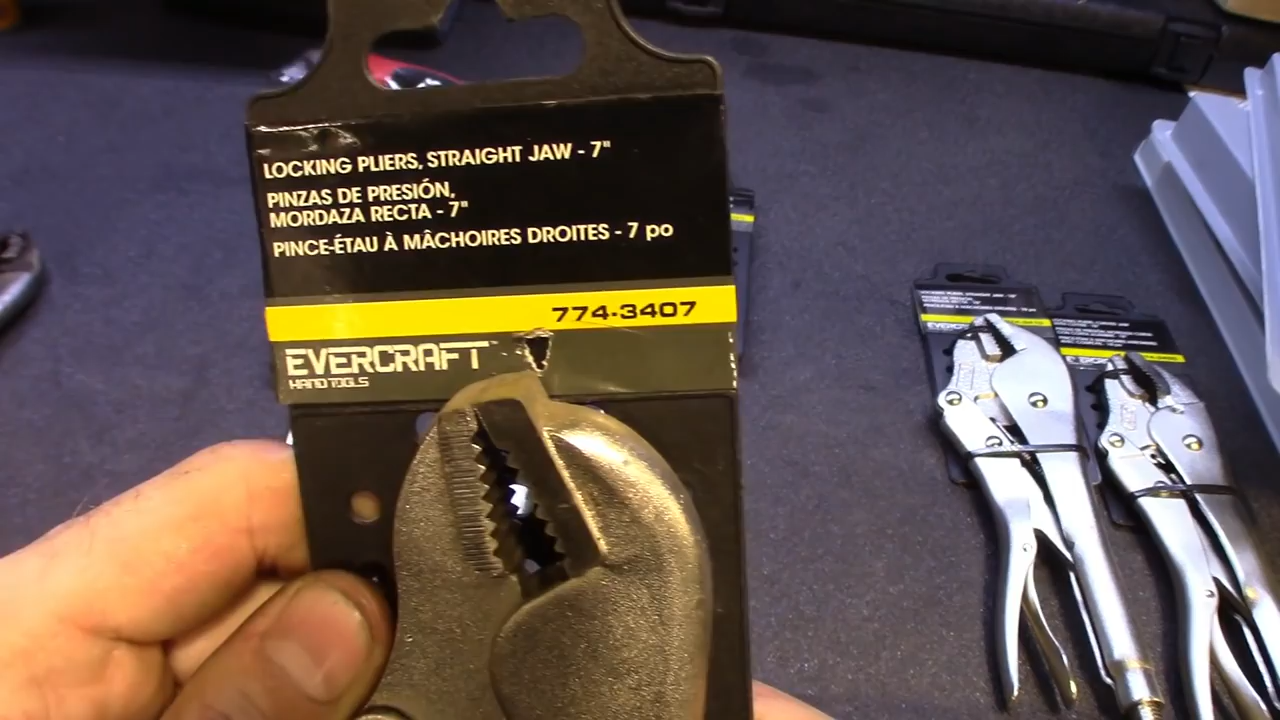 LOCKING PLIERS, STRAIGHT JAW - 7"
PINZAS DE PRESIÓN,
MORDAZA RECTA - 7"
PINCE-ÉTAU À MÂCHOIRES DROITES - 7 po
774-3407
EVERCRAFT™
HAND TOOLS